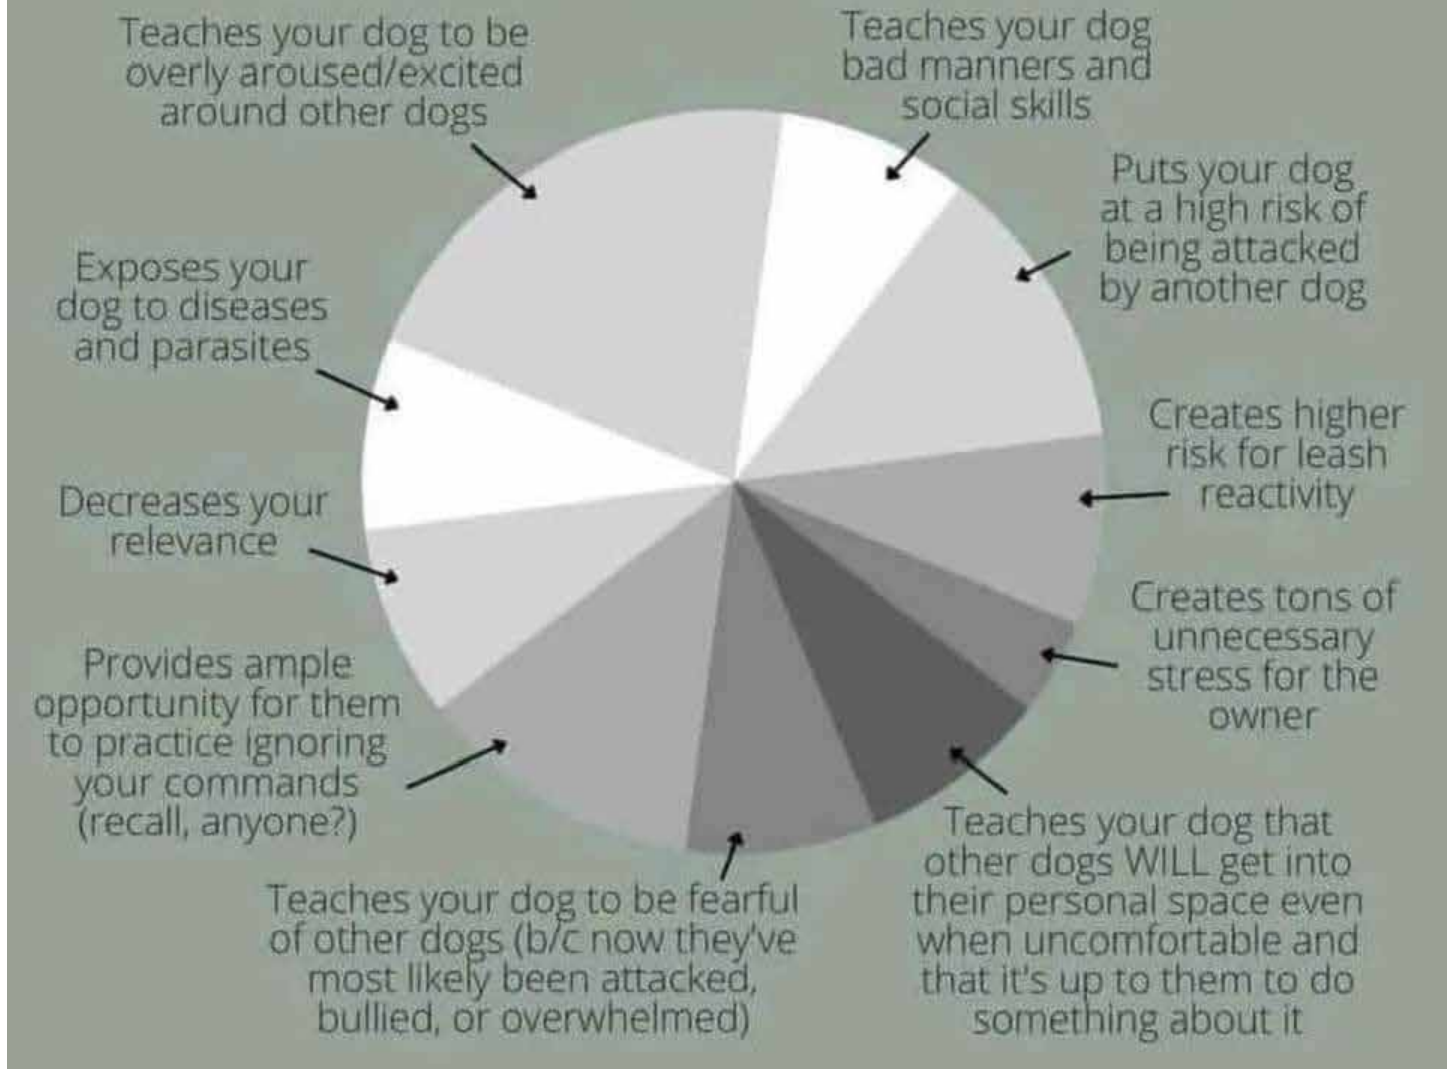 Teaches your dog to be
overly aroused/excited
around other dogs
Teaches your dog
bad manners and
social skills
Puts your dog
at a high risk of
being attacked
by another dog
Exposes your
dog to diseases
and parasites
Creates higher
risk for leash
reactivity
Decreases your
relevance
Creates tons of
unnecessary
stress for the
owner
Provides ample
opportunity for them
to practice ignoring
your commands
(recall, anyone?)
Teaches your dog that
other dogs WILL get into
their personal space even
when uncomfortable and
that it's up to them to do
something about it
Teaches your dog to be fearful
of other dogs (b/c now they've
most likely been attacked,
bullied, or overwhelmed)